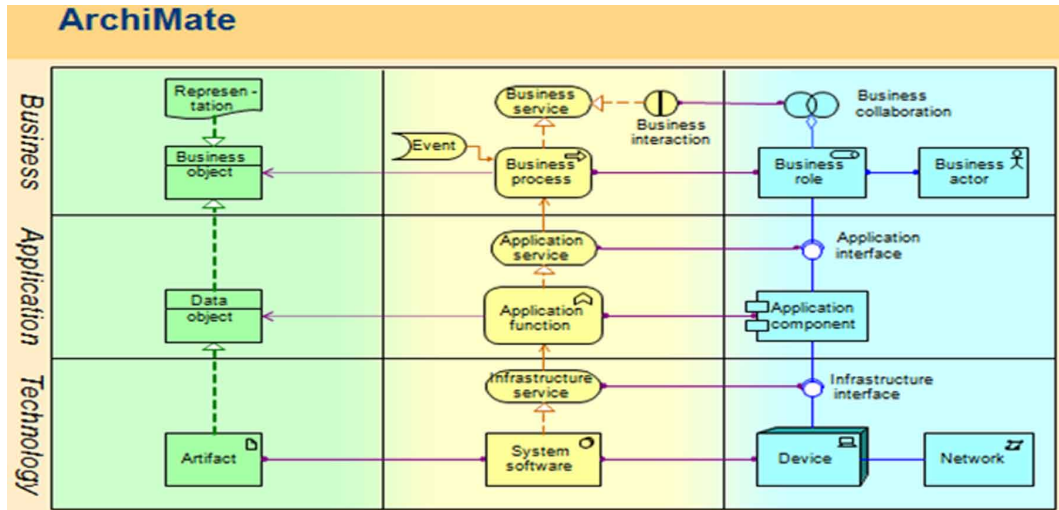 ArchiMate
Business
Represen -
tation
Business
object
Event
Business
service
Business
interaction
Business
process
Business
collaboration
Business
role
Business
actor
Application
Data
object
Application
service
Application
function
Application
interface
Application
component
Technology
Artifact
Infrastructure
service
System
software
Infrastructure
interface
Device
Network